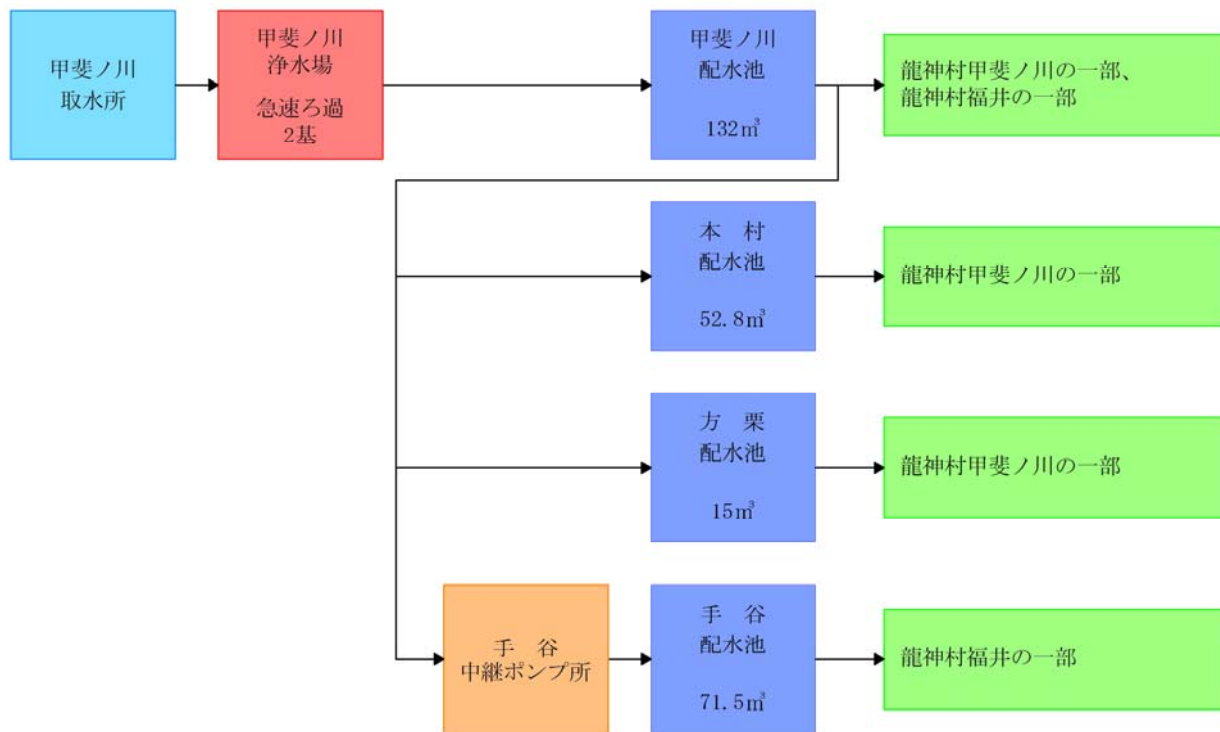 甲斐ノ川
取水所
甲斐ノ川
浄水場
急速ろ過
2基
甲斐ノ川
配水池
132㎥
龍神村甲斐ノ川の一部、
龍神村福井の一部
本　村
配水池
52.8㎥
龍神村甲斐ノ川の一部
方　栗
配水池
15㎥
龍神村甲斐ノ川の一部
手　谷
中継ポンプ所
手　谷
配水池
71.5㎥
龍神村福井の一部